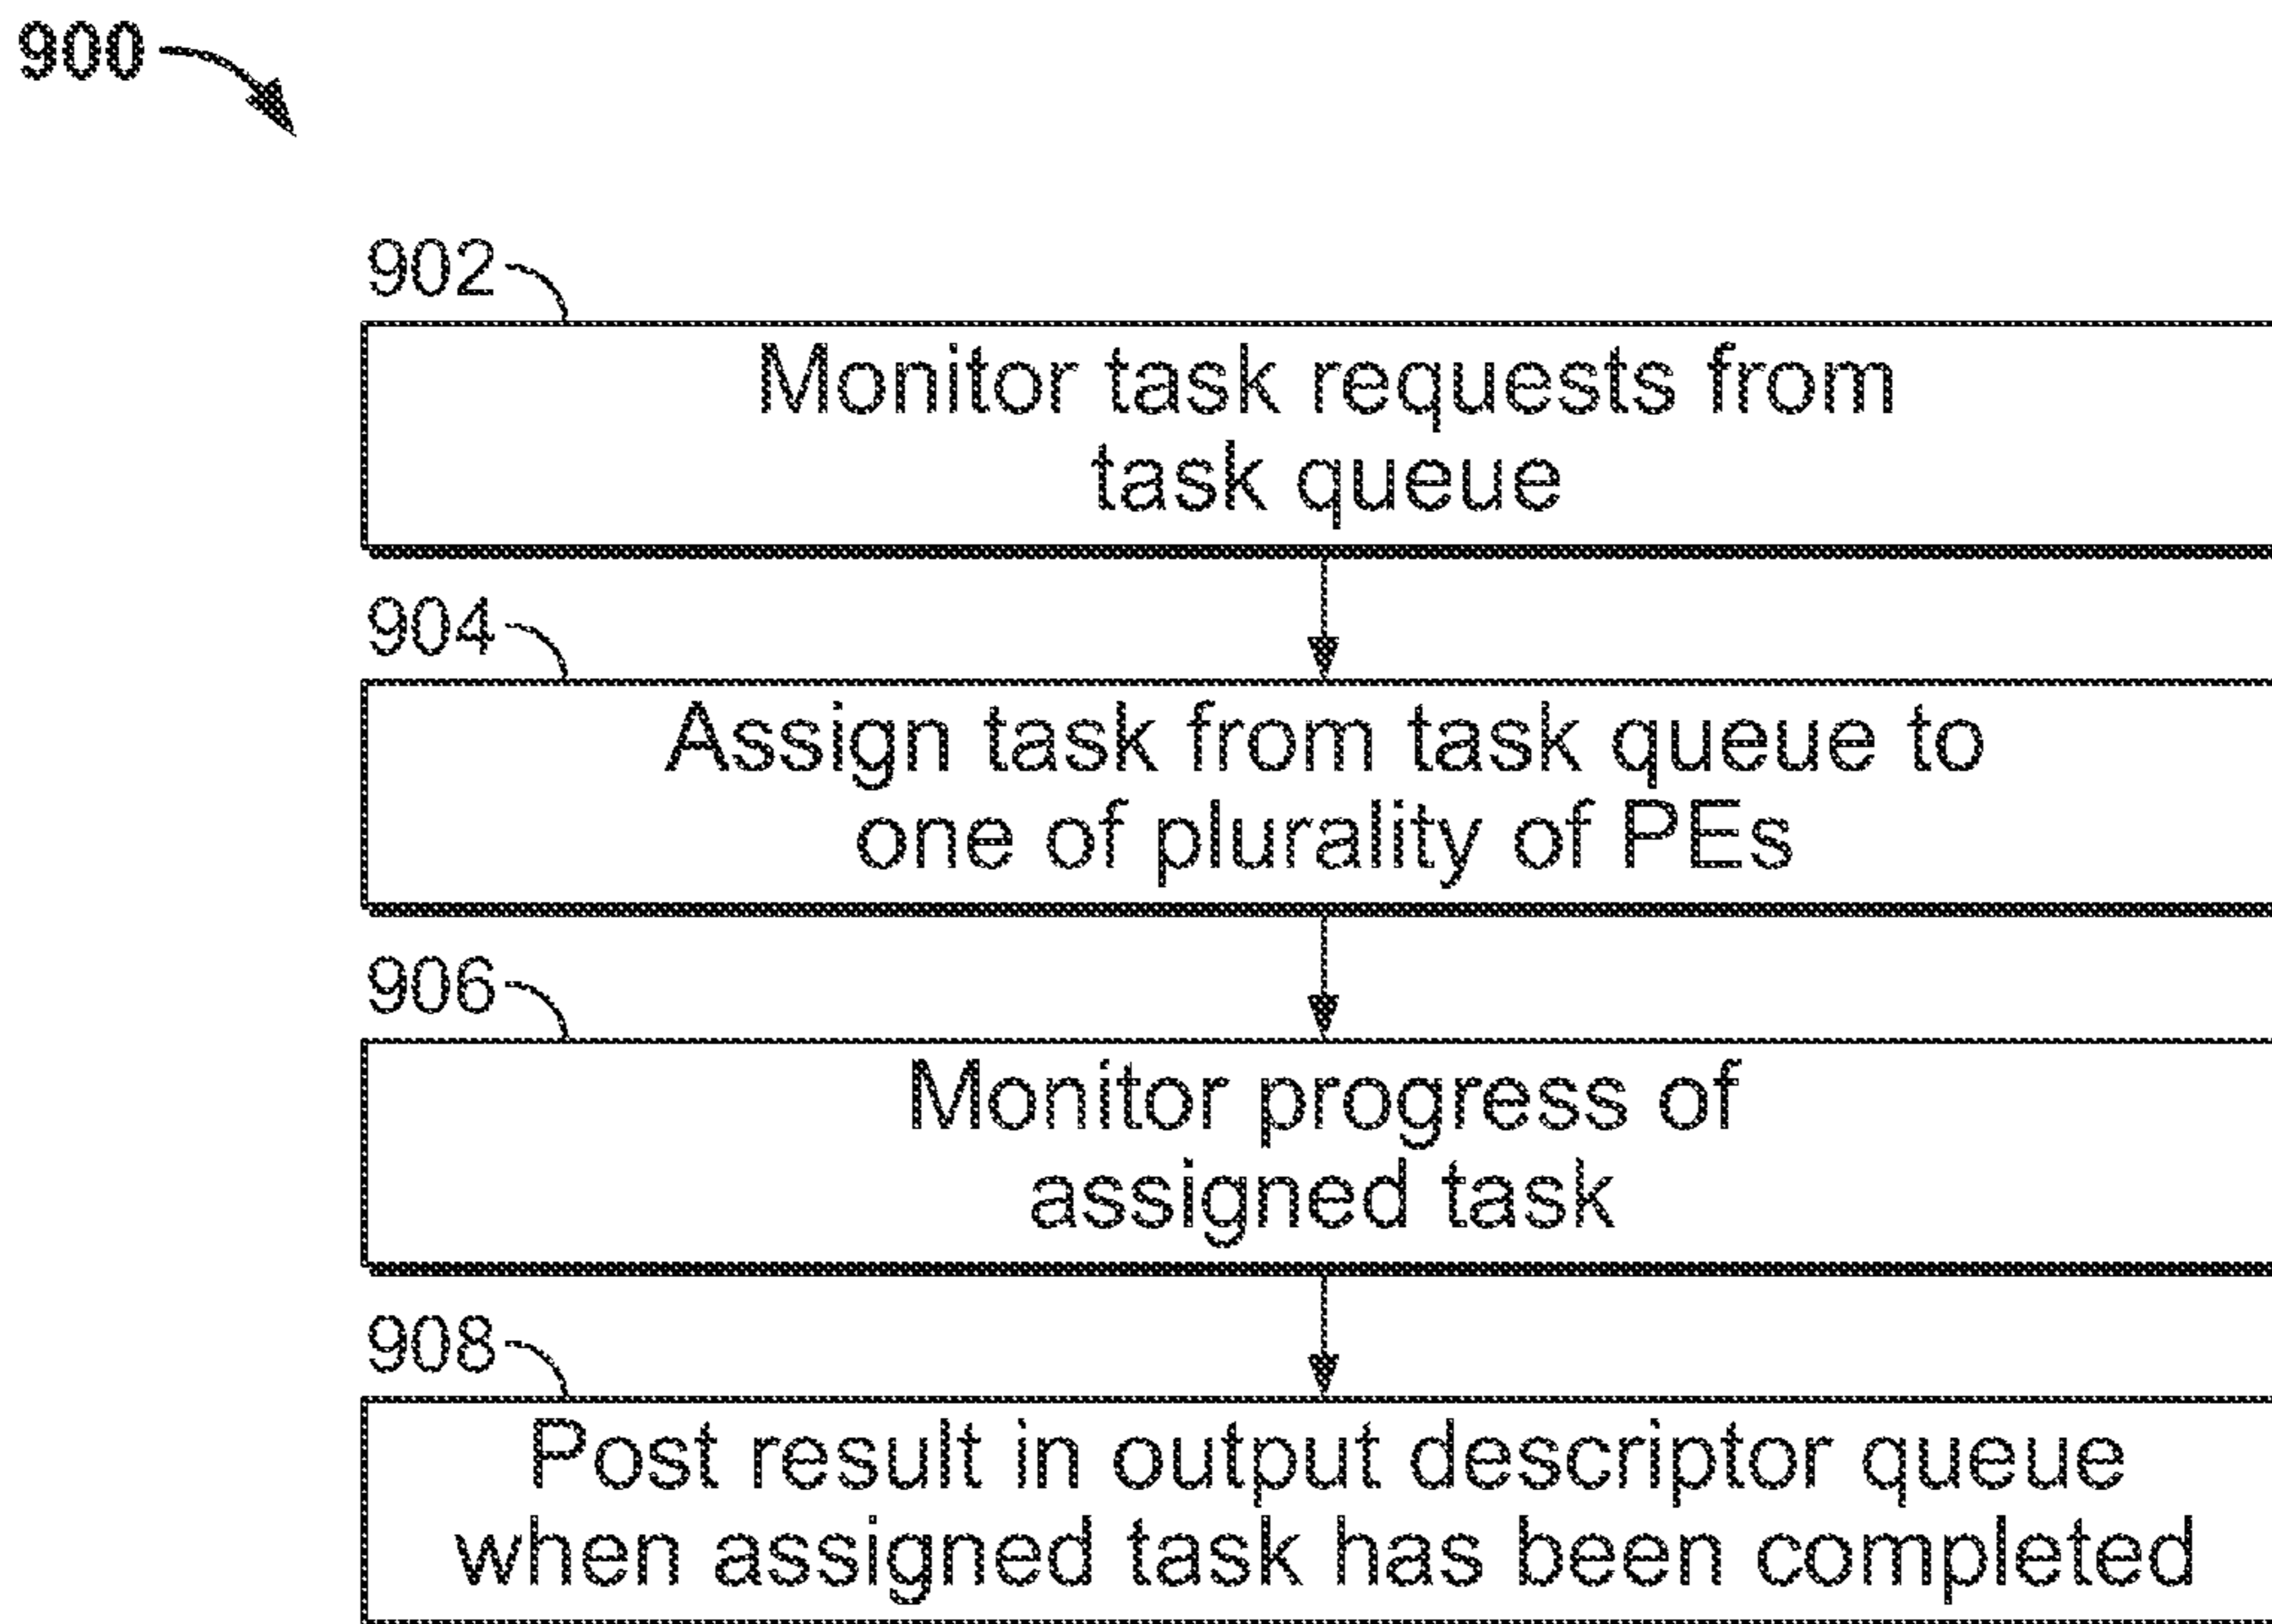 900
902
Monitor task requests from
task queue
904
Assign task from task queue to
one of plurality of PEs
906
Monitor progress of
assigned task
908
Post result in output descriptor queue
when assigned task has been completed